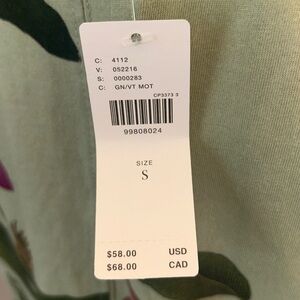 C: 4112
V: 052216
S: 0000283
C: GN/VT MOT
CP3373 3
99808024
SIZE
S
$58.00 USD
$68.00 CAD